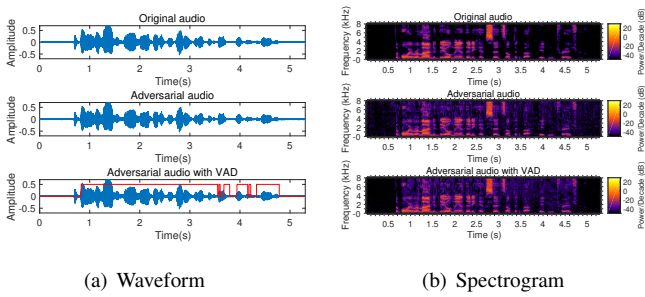 Original audio
0.5
0
-0.5
Amplitude
0 1 2 3 4 5
Time(s)
Adversarial audio
0.5
0
-0.5
Amplitude
0 1 2 3 4 5
Time(s)
Adversarial audio with VAD
0.5
0
-0.5
Amplitude
0 1 2 3 4 5
Time(s)
(a) Waveform
Original audio
8
4
0
Frequency (kHz)
0.5 1 1.5 2 2.5 3 3.5 4 4.5 5
Time (s)
20
0
-20
-40
Power/Decade (dB)
Adversarial audio
8
4
0
Frequency (kHz)
0.5 1 1.5 2 2.5 3 3.5 4 4.5 5
Time (s)
20
0
-20
-40
Power/Decade (dB)
Adversarial audio with VAD
8
4
0
Frequency (kHz)
0.5 1 1.5 2 2.5 3 3.5 4 4.5 5
Time (s)
20
0
-20
-40
Power/Decade (dB)
(b) Spectrogram